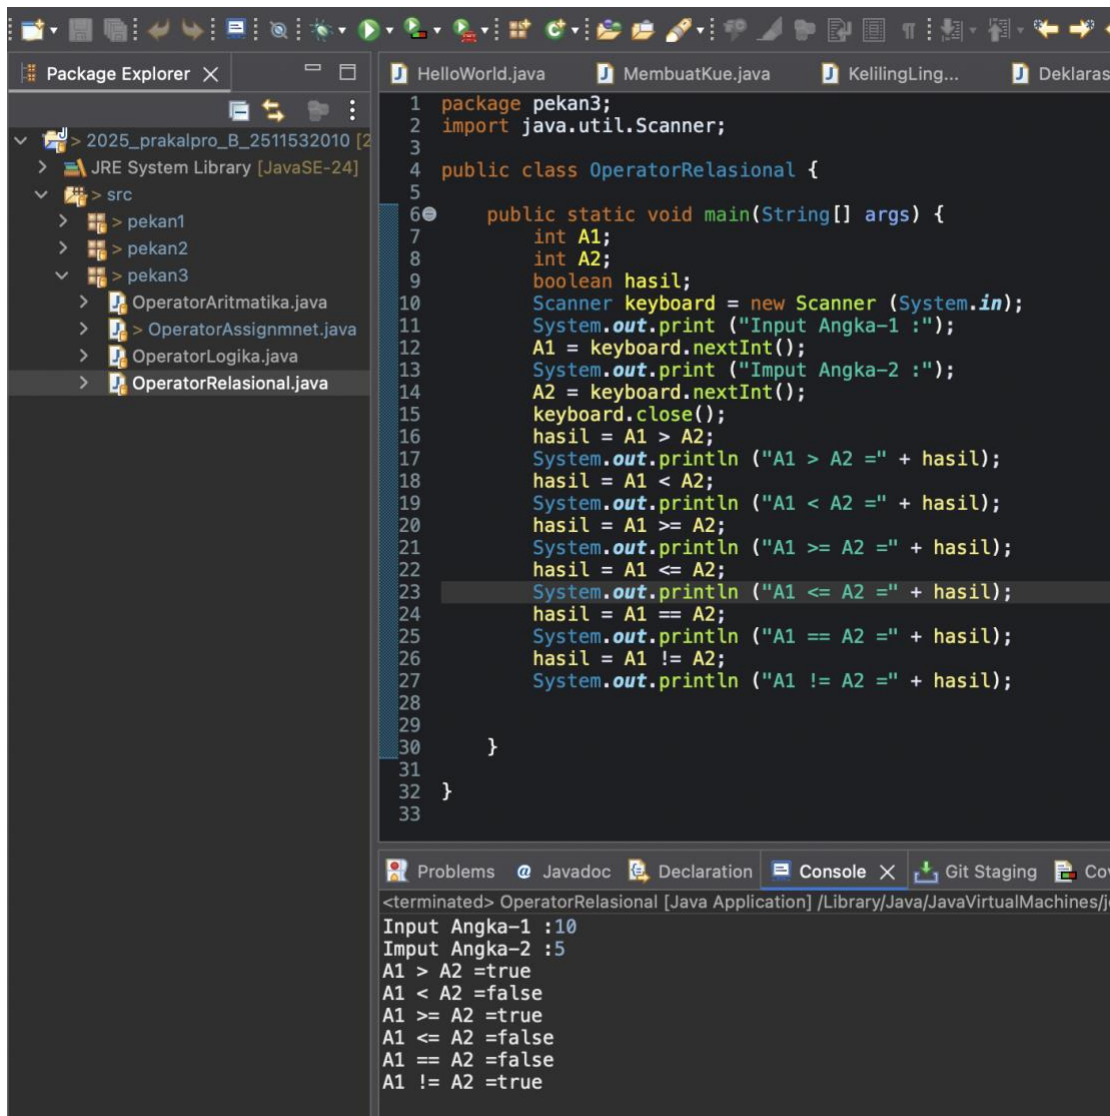 Package Explorer
> 2025_prakalpro_B_2511532010 [2
JRE System Library [JavaSE-24]
> src
> pekan1
> pekan2
> pekan3
OperatorAritmatika.java
> OperatorAssignmnet.java
OperatorLogika.java
OperatorRelasional.java
HelloWorld.java MembuatKue.java KelilingLing... Deklaras
1 package pekan3;
2 import java.util.Scanner;
3
4 public class OperatorRelasional {
5
6 public static void main(String[] args) {
7 int A1;
8 int A2;
9 boolean hasil;
10 Scanner keyboard = new Scanner (System.in);
11 System.out.print ("Input Angka-1 :");
12 A1 = keyboard.nextInt();
13 System.out.print ("Imput Angka-2 :");
14 A2 = keyboard.nextInt();
15 keyboard.close();
16 hasil = A1 > A2;
17 System.out.println ("A1 > A2 =" + hasil);
18 hasil = A1 < A2;
19 System.out.println ("A1 < A2 =" + hasil);
20 hasil = A1 >= A2;
21 System.out.println ("A1 >= A2 =" + hasil);
22 hasil = A1 <= A2;
23 System.out.println ("A1 <= A2 =" + hasil);
24 hasil = A1 == A2;
25 System.out.println ("A1 == A2 =" + hasil);
26 hasil = A1 != A2;
27 System.out.println ("A1 != A2 =" + hasil);
28
29
30 }
31
32 }
33
Problems Javadoc Declaration Console Git Staging Cov
<terminated> OperatorRelasional [Java Application] /Library/Java/JavaVirtualMachines/j
Input Angka-1 :10
Imput Angka-2 :5
A1 > A2 =true
A1 < A2 =false
A1 >= A2 =true
A1 <= A2 =false
A1 == A2 =false
A1 != A2 =true